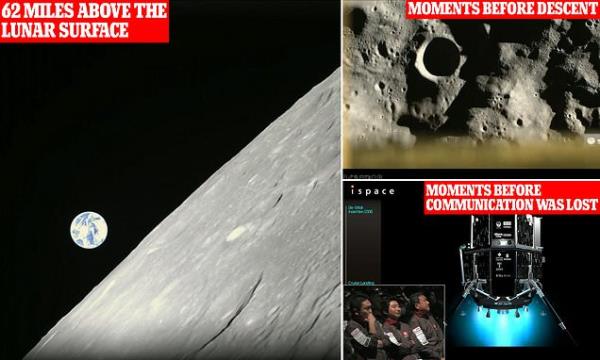 62 MILES ABOVE THE
LUNAR SURFACE
MOMENTS BEFORE DESCENT
ispace
MOMENTS BEFORE
COMMUNICATION WAS LOST